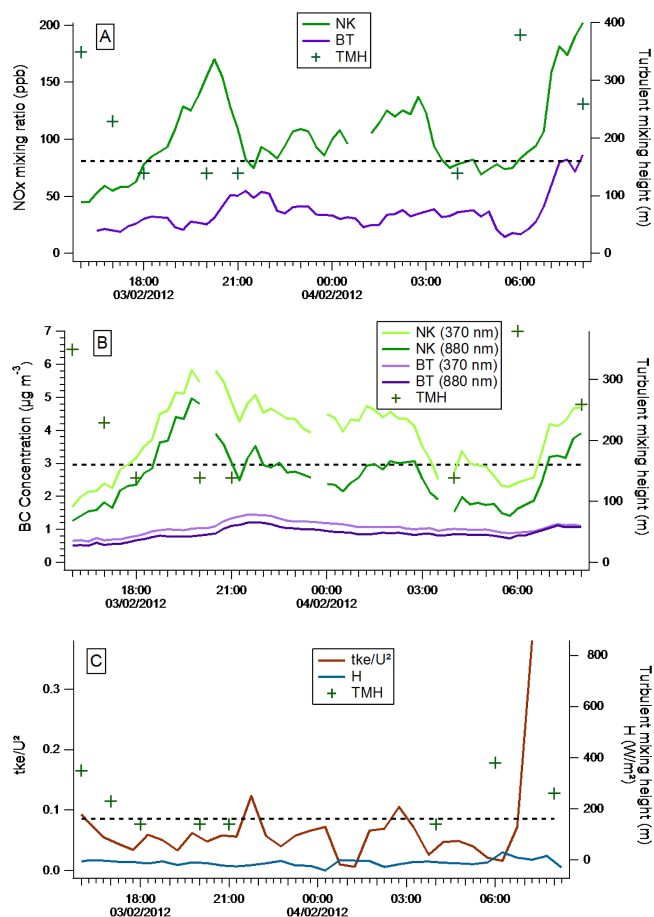 A
NK
BT
TMH
NOx mixing ratio (ppb)
200
150
100
50
0
Turbulent mixing height (m)
400
300
200
100
0
18:00
03/02/2012
21:00
00:00
04/02/2012
03:00
06:00
B
NK (370 nm)
NK (880 nm)
BT (370 nm)
BT (880 nm)
TMH
BC Concentration (µg m⁻³)
7
6
5
4
3
2
1
0
Turbulent mixing height (m)
300
200
100
0
18:00
03/02/2012
21:00
00:00
04/02/2012
03:00
06:00
C
tke/U²
H
TMH
tke/U²
0.3
0.2
0.1
0.0
Turbulent mixing height (m)
H (W/m²)
800
600
400
200
0
18:00
03/02/2012
21:00
00:00
04/02/2012
03:00
06:00